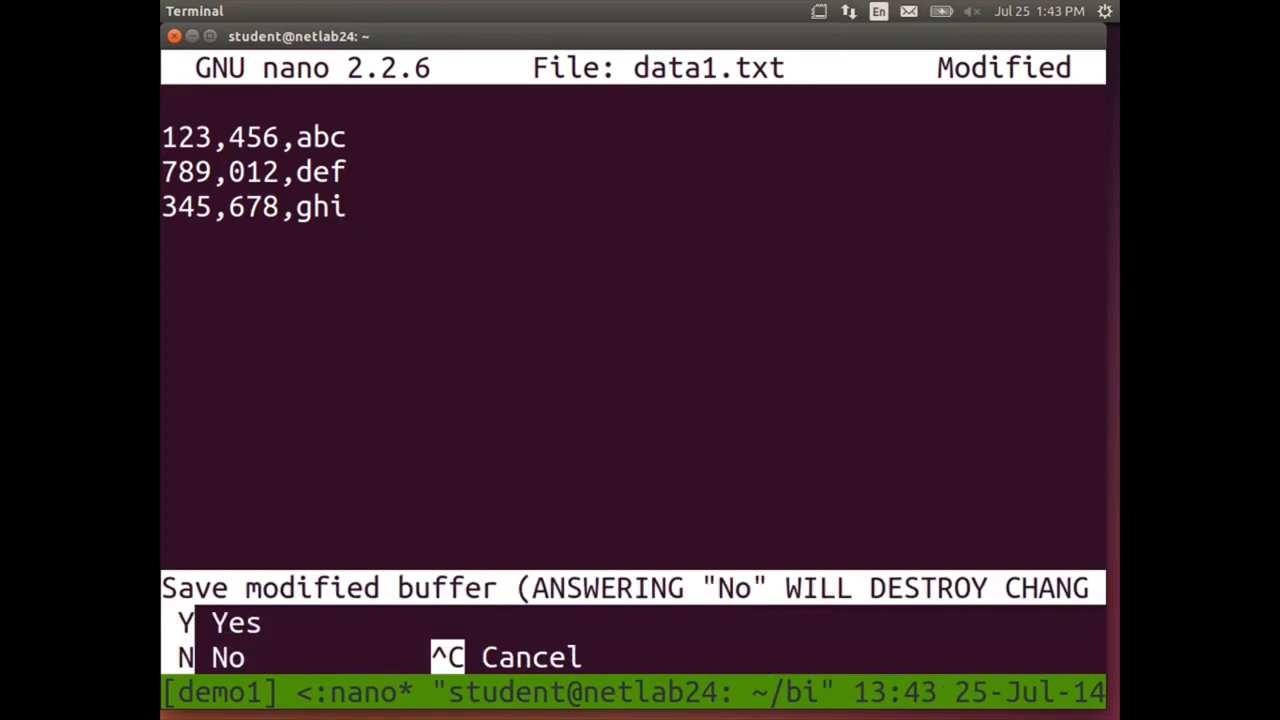 Terminal
En
Jul 25 1:43 PM
student@netlab24: ~
GNU nano 2.2.6 File: data1.txt Modified
123,456,abc
789,012,def
345,678,ghi
Save modified buffer (ANSWERING "No" WILL DESTROY CHANG
Y Yes
N No ^C Cancel
[demo1] <:nano* "student@netlab24: ~/bi" 13:43 25-Jul-14